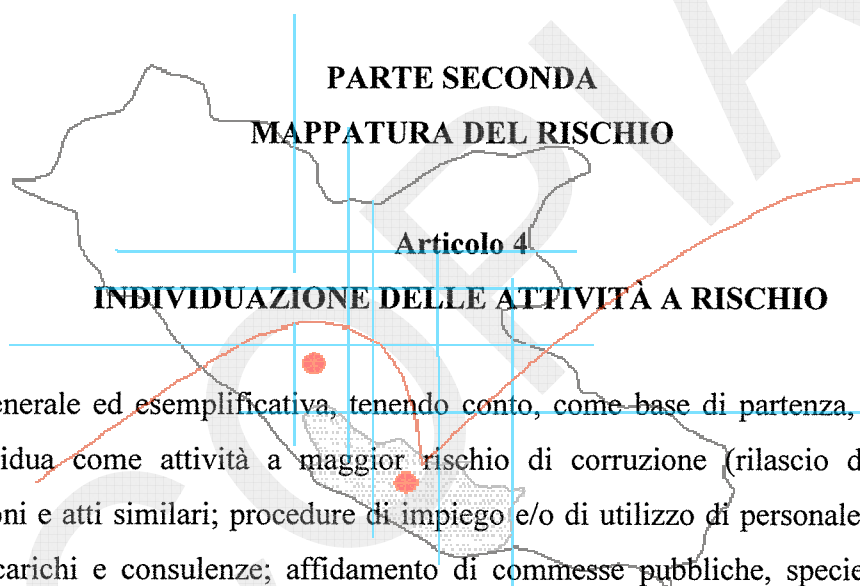 PARTE SECONDA
MAPPATURA DEL RISCHIO
Articolo 4
INDIVIDUAZIONE DELLE ATTIVITÀ A RISCHIO
enerale ed esemplificativa, tenendo conto, come base di partenza,
idua come attività a maggior rischio di corruzione (rilascio d
oni e atti similari; procedure di impiego e/o di utilizzo di personale
carichi e consulenze; affidamento di commesse pubbliche, specie
COPIA